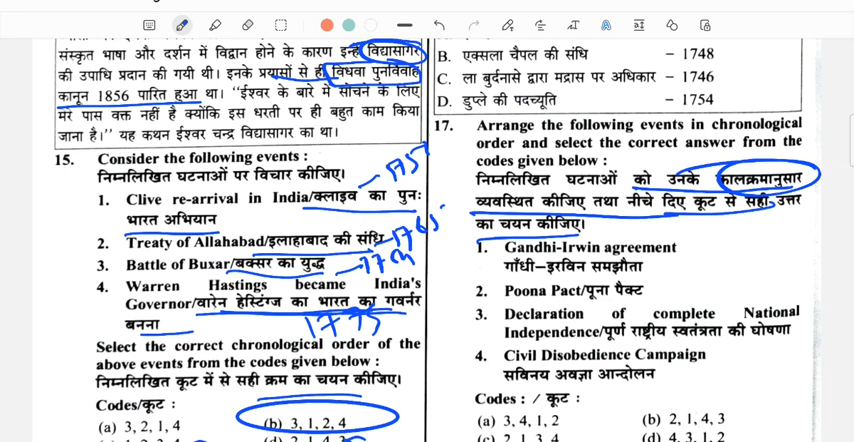 संस्कृत भाषा और दर्शन में विद्वान होने के कारण इन्हें विद्यासागर
की उपाधि प्रदान की गयी थी। इनके प्रयासों से ही विधवा पुनर्विवाह
कानून 1856 पारित हुआ था। "ईश्वर के बारे में सोचने के लिए
मेरे पास वक्त नहीं है क्योंकि इस धरती पर ही बहुत काम किया
जाना है।" यह कथन ईश्वर चन्द्र विद्यासागर का था।
15. Consider the following events :
निम्नलिखित घटनाओं पर विचार कीजिए।
1757
1. Clive re-arrival in India/क्लाइव का पुनः
भारत अभियान
2. Treaty of Allahabad/इलाहाबाद की संधि
1765
3. Battle of Buxar/बक्सर का युद्ध
4. Warren Hastings became India's
Governor/वारेन हेस्टिंग्ज का भारत का गवर्नर
बनना
Select the correct chronological order of the
above events from the codes given below :
निम्नलिखित कूट में से सही क्रम का चयन कीजिए।
Codes/कूट :
(a) 3, 2, 1, 4 (b) 3, 1, 2, 4
B. एक्सला चैपल की संधि – 1748
C. ला बुर्दनासे द्वारा मद्रास पर अधिकार – 1746
D. डुप्ले की पदच्यूति – 1754
17. Arrange the following events in chronological
order and select the correct answer from the
codes given below :
निम्नलिखित घटनाओं को उनके कालक्रमानुसार
व्यवस्थित कीजिए तथा नीचे दिए कूट से सही उत्तर
का चयन कीजिए।
1. Gandhi-Irwin agreement
गाँधी–इरविन समझौता
2. Poona Pact/पूना पैक्ट
3. Declaration of complete National
Independence/पूर्ण राष्ट्रीय स्वतंत्रता की घोषणा
4. Civil Disobedience Campaign
सविनय अवज्ञा आन्दोलन
Codes : / कूट :
(a) 3, 4, 1, 2 (b) 2, 1, 4, 3
(c) 2, 1, 3, 4 (d) 4, 3, 1, 2